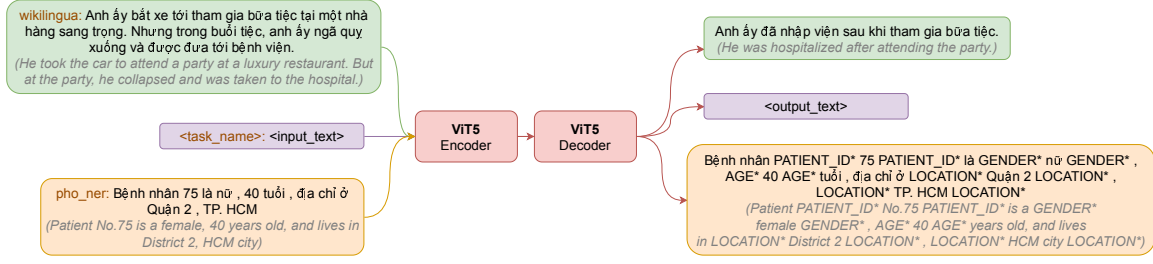 wikilingua: Anh ấy bắt xe tới tham gia bữa tiệc tại một nhà
hàng sang trọng. Nhưng trong buổi tiệc, anh ấy ngã quỵ
xuống và được đưa tới bệnh viện.
(He took the car to attend a party at a luxury restaurant. But
at the party, he collapsed and was taken to the hospital.)
<task_name>: <input_text>
pho_ner: Bệnh nhân 75 là nữ , 40 tuổi , địa chỉ ở
Quận 2 , TP. HCM
(Patient No.75 is a female, 40 years old, and lives in
District 2, HCM city)
ViT5
Encoder
ViT5
Decoder
Anh ấy đã nhập viện sau khi tham gia bữa tiệc.
(He was hospitalized after attending the party.)
<output_text>
Bệnh nhân PATIENT_ID* 75 PATIENT_ID* là GENDER* nữ GENDER* ,
AGE* 40 AGE* tuổi , địa chỉ ở LOCATION* Quận 2 LOCATION* ,
LOCATION* TP. HCM LOCATION*
(Patient PATIENT_ID* No.75 PATIENT_ID* is a GENDER*
female GENDER* , AGE* 40 AGE* years old, and lives
in LOCATION* District 2 LOCATION* , LOCATION* HCM city LOCATION*)